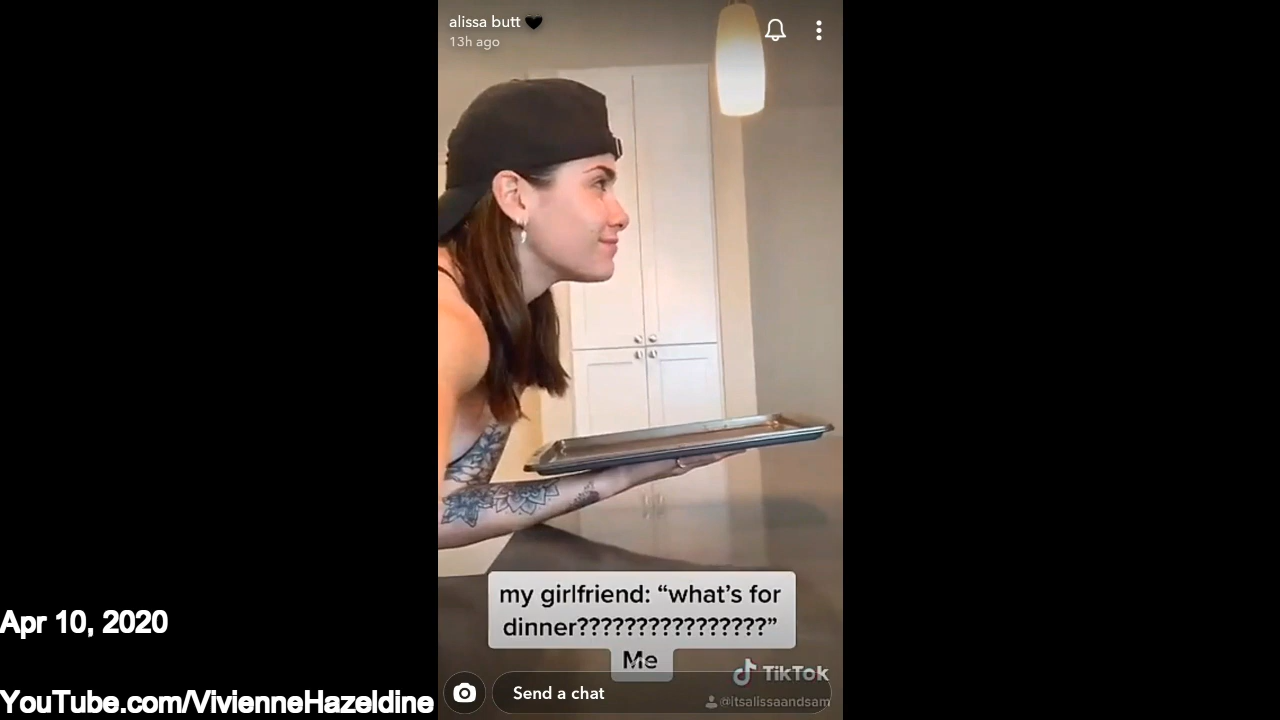 alissa butt 🖤
13h ago
my girlfriend: “what’s for
dinner????????????????”
Me
TikTok
@itsalissaandsam
Send a chat
Apr 10, 2020
YouTube.com/VivienneHazeldine